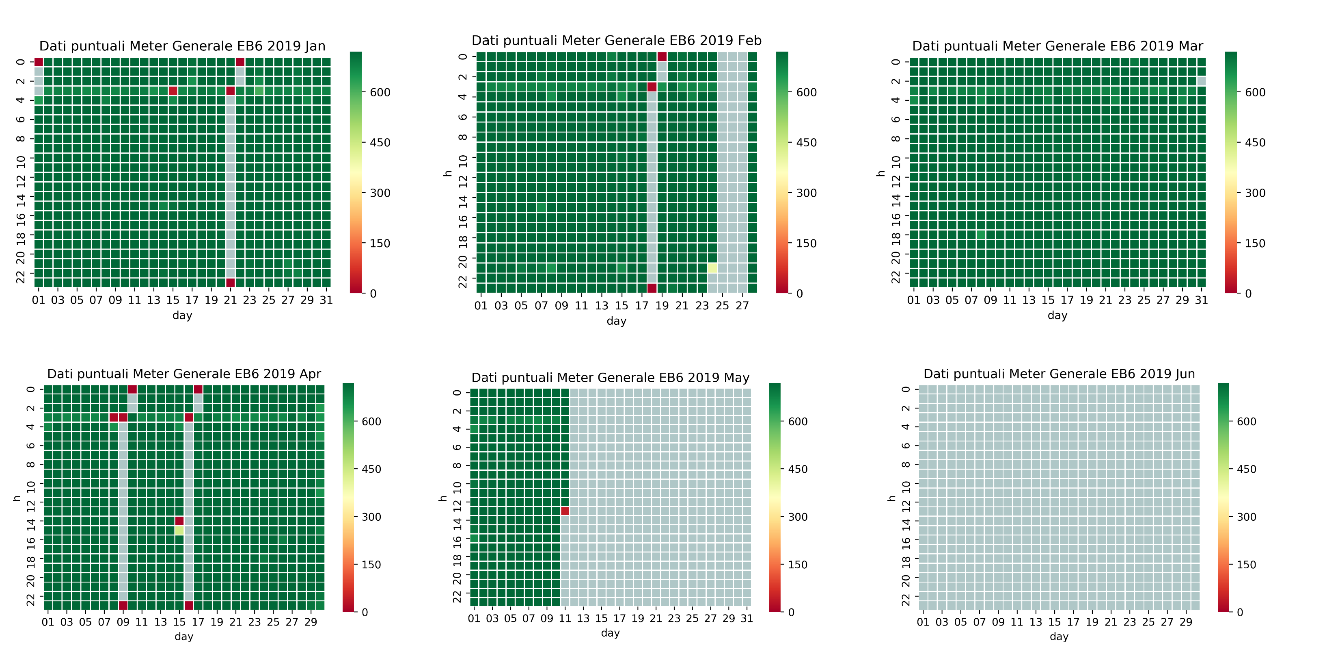 Dati puntuali Meter Generale EB6 2019 Jan
0 2 4 6 8 10 12 14 16 18 20 22
h
01 03 05 07 09 11 13 15 17 19 21 23 25 27 29 31
day
600
450
300
150
0
Dati puntuali Meter Generale EB6 2019 Feb
0 2 4 6 8 10 12 14 16 18 20 22
h
01 03 05 07 09 11 13 15 17 19 21 23 25 27
day
600
450
300
150
0
Dati puntuali Meter Generale EB6 2019 Mar
0 2 4 6 8 10 12 14 16 18 20 22
h
01 03 05 07 09 11 13 15 17 19 21 23 25 27 29 31
day
600
450
300
150
0
Dati puntuali Meter Generale EB6 2019 Apr
0 2 4 6 8 10 12 14 16 18 20 22
h
01 03 05 07 09 11 13 15 17 19 21 23 25 27 29
day
600
450
300
150
0
Dati puntuali Meter Generale EB6 2019 May
0 2 4 6 8 10 12 14 16 18 20 22
h
01 03 05 07 09 11 13 15 17 19 21 23 25 27 29 31
day
600
450
300
150
0
Dati puntuali Meter Generale EB6 2019 Jun
0 2 4 6 8 10 12 14 16 18 20 22
h
01 03 05 07 09 11 13 15 17 19 21 23 25 27 29
day
600
450
300
150
0